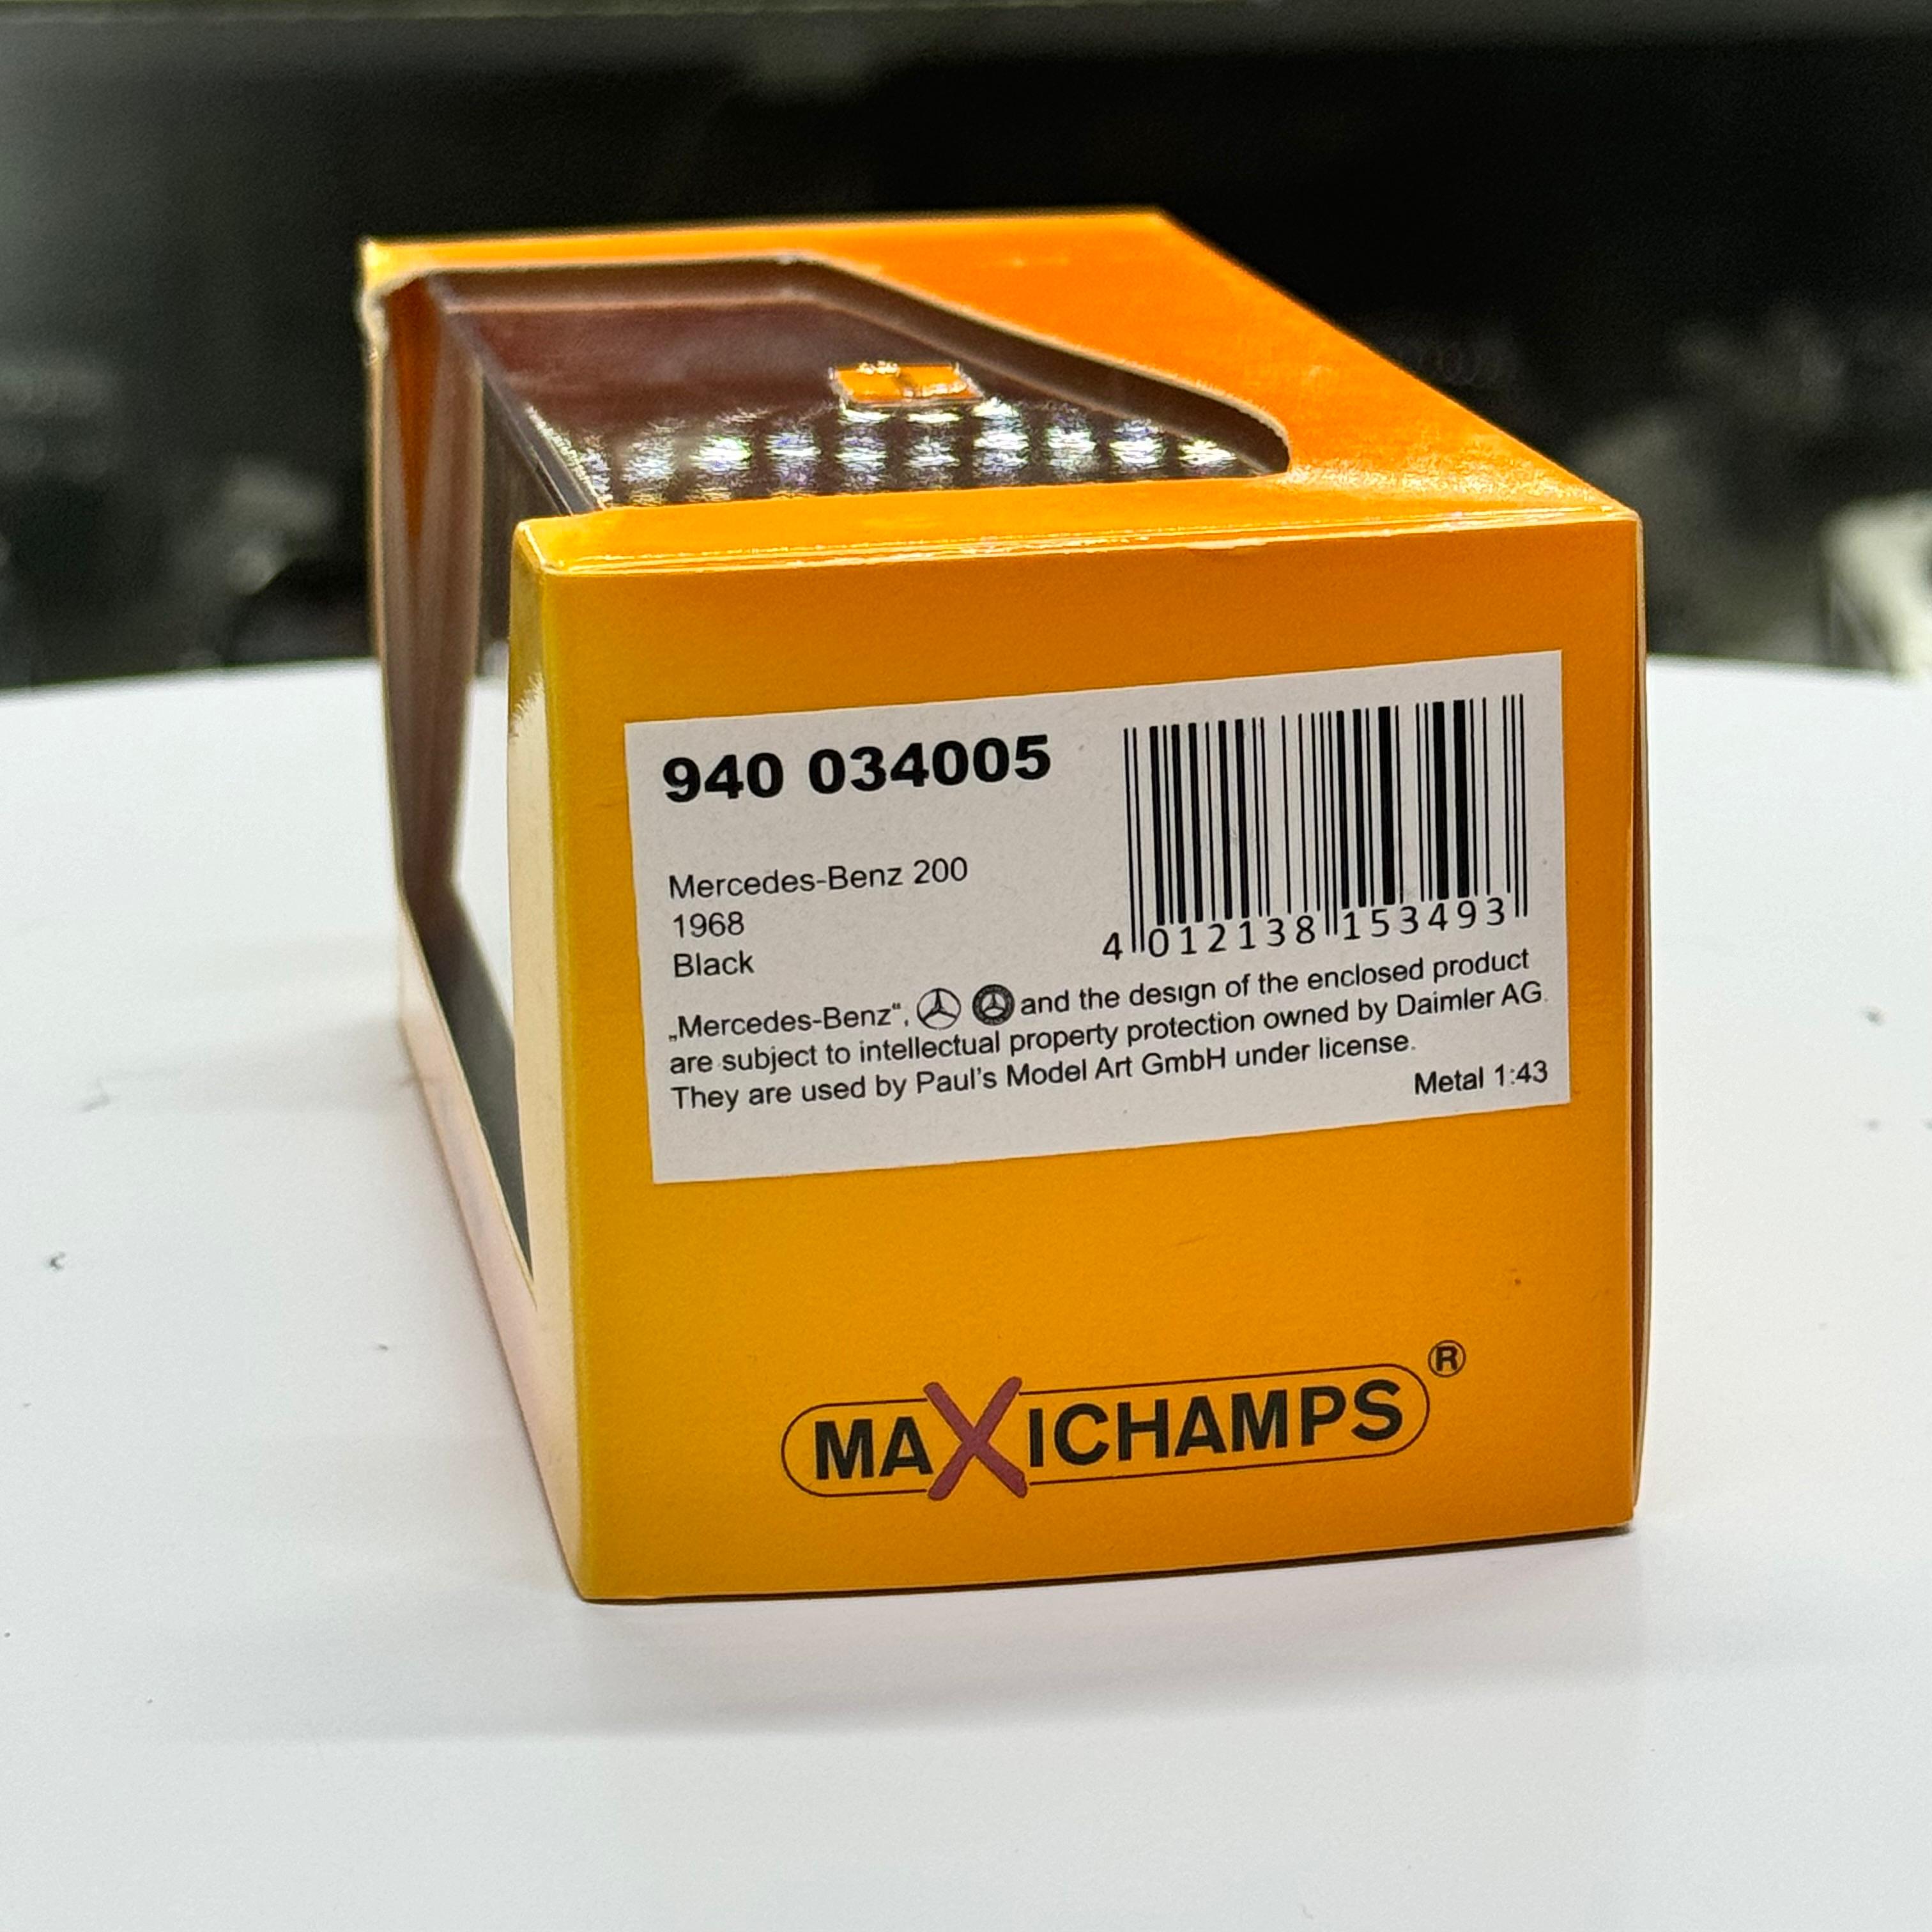 940 034005
Mercedes-Benz 200
1968
Black
4 012138 153493
„Mercedes-Benz“, and the design of the enclosed product
are subject to intellectual property protection owned by Daimler AG.
They are used by Paul's Model Art GmbH under license.
Metal 1:43
MAXICHAMPS®